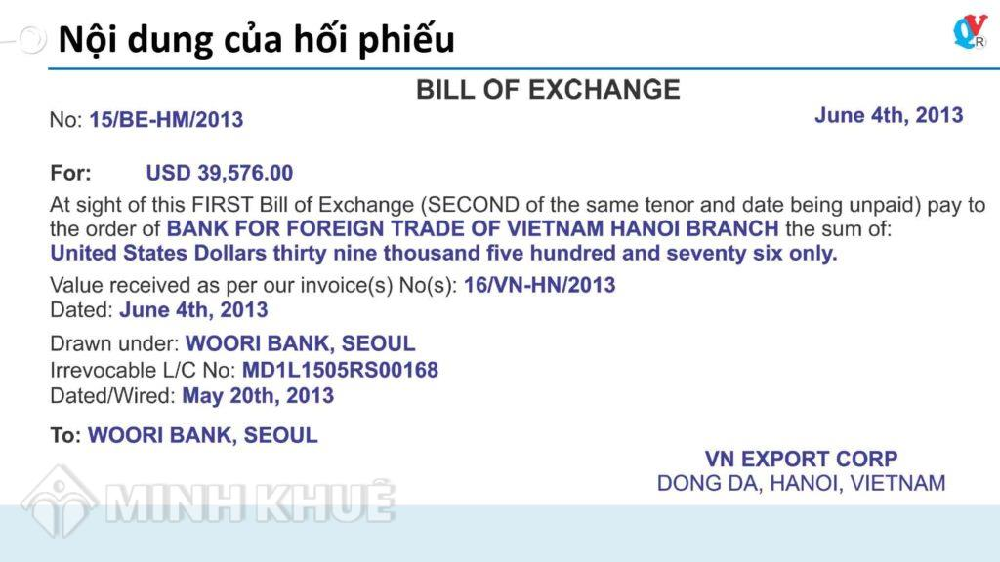 Nội dung của hối phiếu
QV
R
BILL OF EXCHANGE
No: 15/BE-HM/2013
June 4th, 2013
For: USD 39,576.00
At sight of this FIRST Bill of Exchange (SECOND of the same tenor and date being unpaid) pay to
the order of BANK FOR FOREIGN TRADE OF VIETNAM HANOI BRANCH the sum of:
United States Dollars thirty nine thousand five hundred and seventy six only.
Value received as per our invoice(s) No(s): 16/VN-HN/2013
Dated: June 4th, 2013
Drawn under: WOORI BANK, SEOUL
Irrevocable L/C No: MD1L1505RS00168
Dated/Wired: May 20th, 2013
To: WOORI BANK, SEOUL
VN EXPORT CORP
DONG DA, HANOI, VIETNAM
MINH KHUÊ